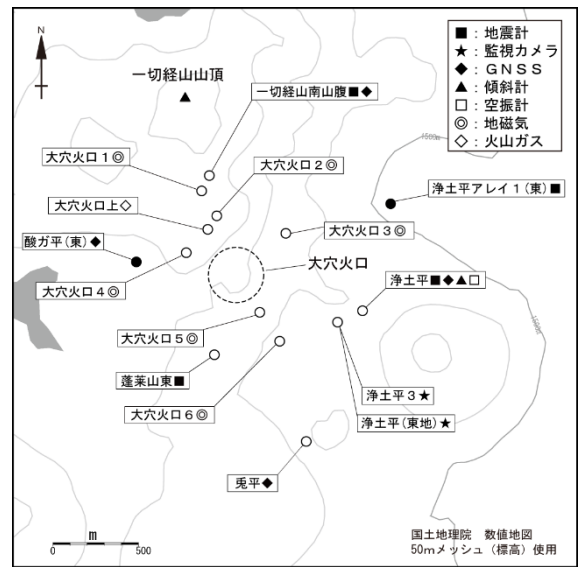 N
■：地震計
★：監視カメラ
◆：ＧＮＳＳ
▲：傾斜計
□：空振計
◎：地磁気
◇：火山ガス
一切経山山頂
▲
一切経山南山腹■◆
大穴火口１◎
大穴火口２◎
1500m
浄土平アレイ１(東)■
大穴火口上◇
大穴火口３◎
酸ガ平(東)◆
大穴火口
浄土平■◆▲□
大穴火口４◎
1500m
大穴火口５◎
蓬莱山東■
浄土平３★
大穴火口６◎
浄土平(東地)★
兎平◆
m
0 500
国土地理院　数値地図
50mメッシュ（標高）使用